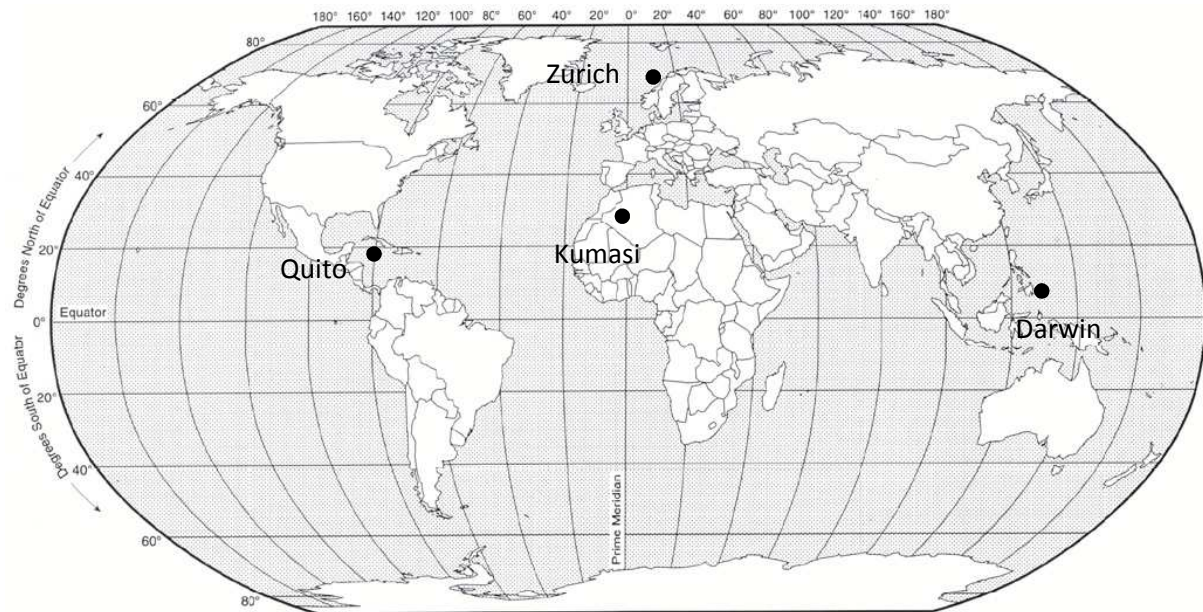 180° 160° 140° 120° 100° 80° 60° 40° 20° 0° 20° 40° 60° 80° 100° 120° 140° 160° 180°
80°
Zurich
60°
40°
Degrees North of Equator
20°
Kumasi
Quito
Equator
0°
Darwin
Degrees South of Equator
20°
40°
Prime Meridian
60°
80°